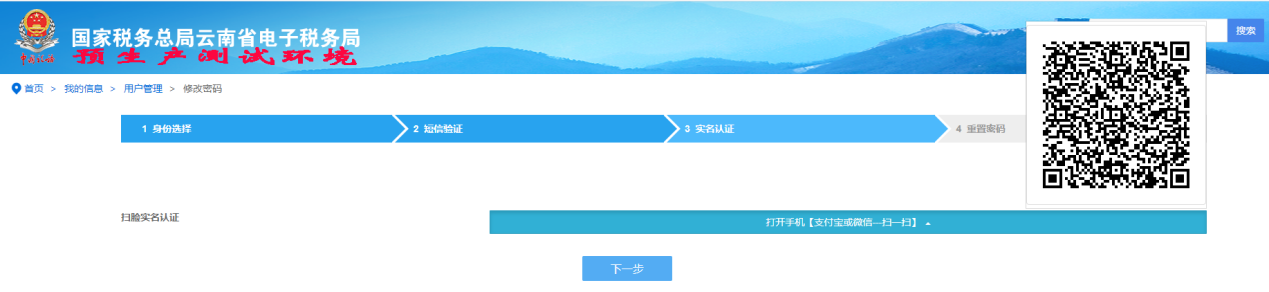 国家税务总局云南省电子税务局
预生产测试环境
搜索
首页 > 我的信息 > 用户管理 > 修改密码
1 身份选择
2 短信验证
3 实名认证
4 重置密码
扫脸实名认证
打开手机【支付宝或微信—扫一扫】
下一步